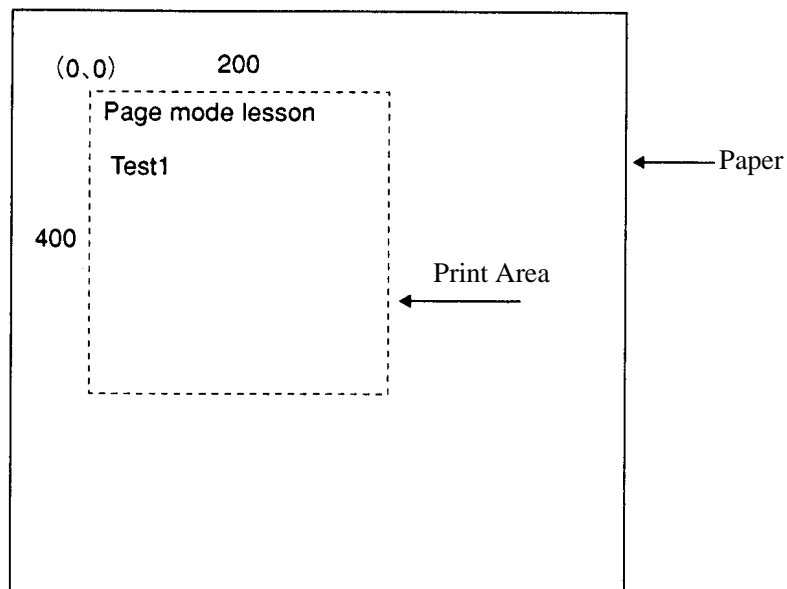 (0、0) 200
Page mode lesson
Test1
Paper
400
Print Area